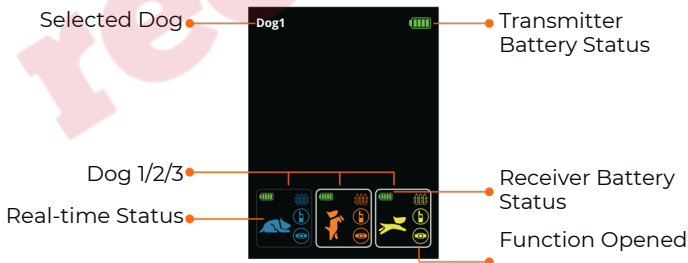 Selected Dog
Dog1
Transmitter
Battery Status
Dog 1/2/3
Real-time Status
Receiver Battery
Status
Function Opened